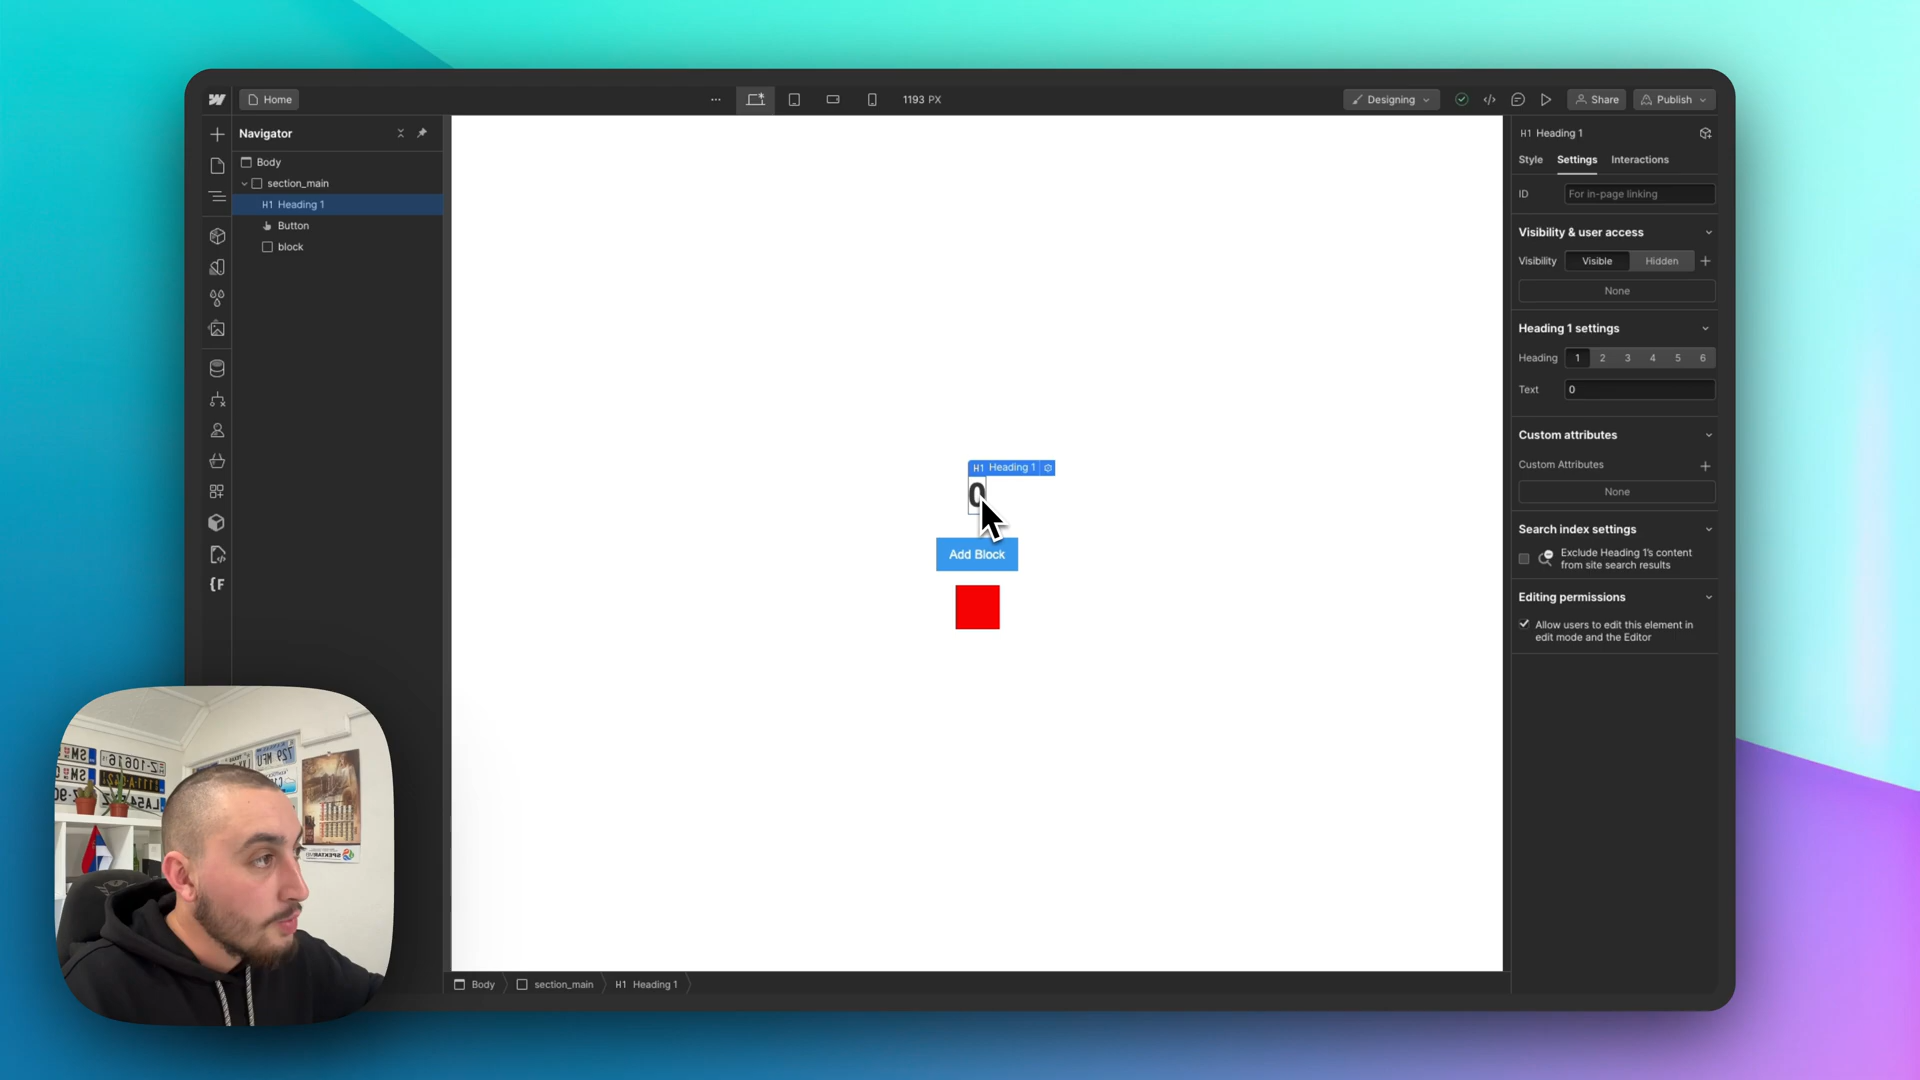 Home
1193 PX
Designing
Share
Publish
Navigator
Body
section_main
H1 Heading 1
Button
block
H1 Heading 1
0
Add Block
H1 Heading 1
Style Settings Interactions
ID For in-page linking
Visibility & user access
Visibility Visible Hidden
None
Heading 1 settings
Heading 1 2 3 4 5 6
Text 0
Custom attributes
Custom Attributes
None
Search index settings
Exclude Heading 1's content
from site search results
Editing permissions
Allow users to edit this element in
edit mode and the Editor
Body section_main H1 Heading 1